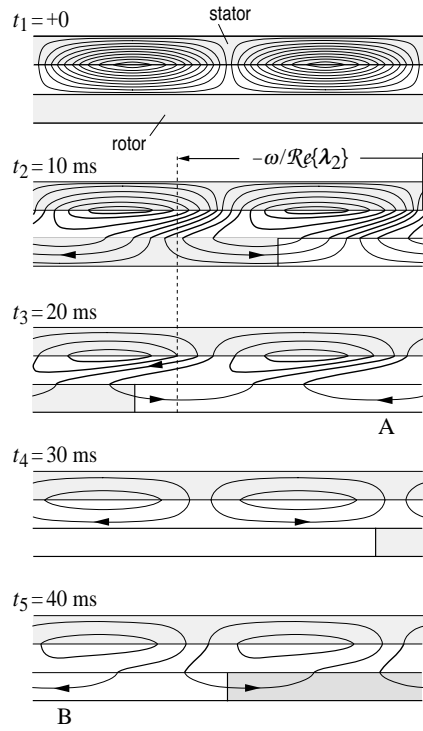 t₁=+0
stator
rotor
t₂=10 ms
−ω/ℛℯ{λ₂}
t₃=20 ms
A
t₄=30 ms
t₅=40 ms
B